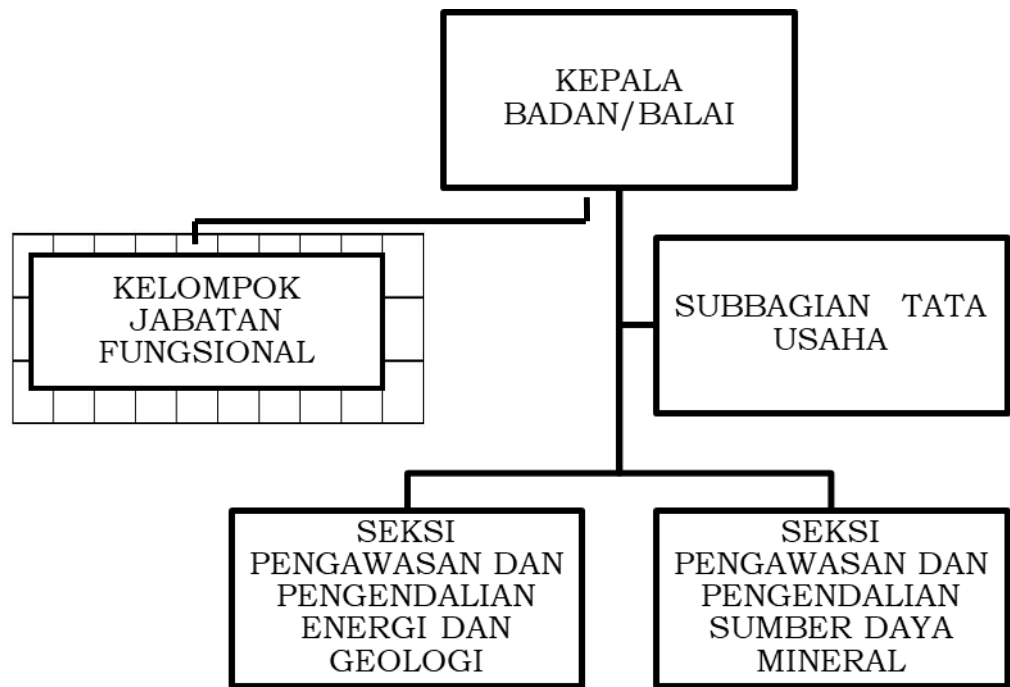 KEPALA
BADAN/BALAI
KELOMPOK
JABATAN
FUNGSIONAL
SUBBAGIAN TATA
USAHA
SEKSI
PENGAWASAN DAN
PENGENDALIAN
ENERGI DAN
GEOLOGI
SEKSI
PENGAWASAN DAN
PENGENDALIAN
SUMBER DAYA
MINERAL